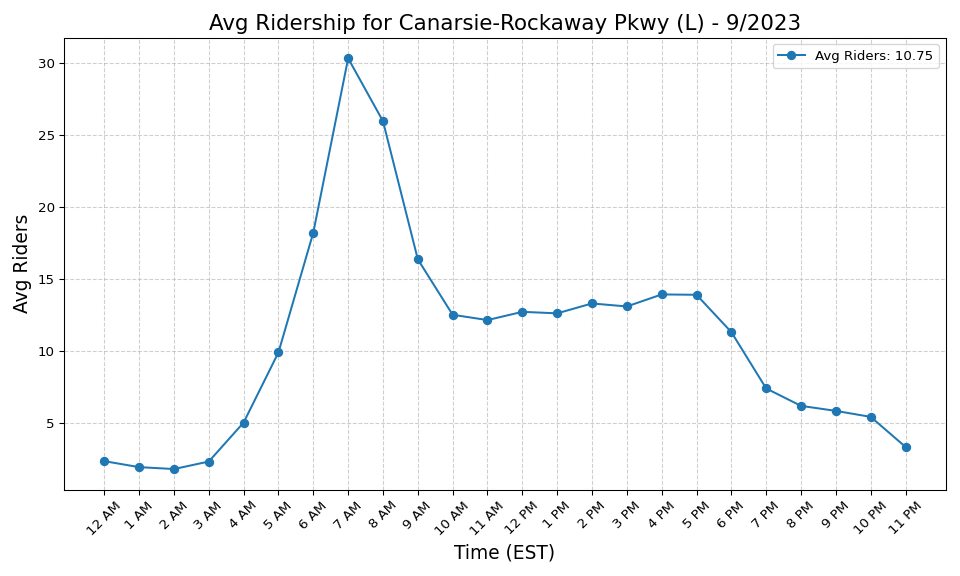 Avg Ridership for Canarsie-Rockaway Pkwy (L) - 9/2023
Avg Riders: 10.75
Avg Riders
30
25
20
15
10
5
12 AM
1 AM
2 AM
3 AM
4 AM
5 AM
6 AM
7 AM
8 AM
9 AM
10 AM
11 AM
12 PM
1 PM
2 PM
3 PM
4 PM
5 PM
6 PM
7 PM
8 PM
9 PM
10 PM
11 PM
Time (EST)